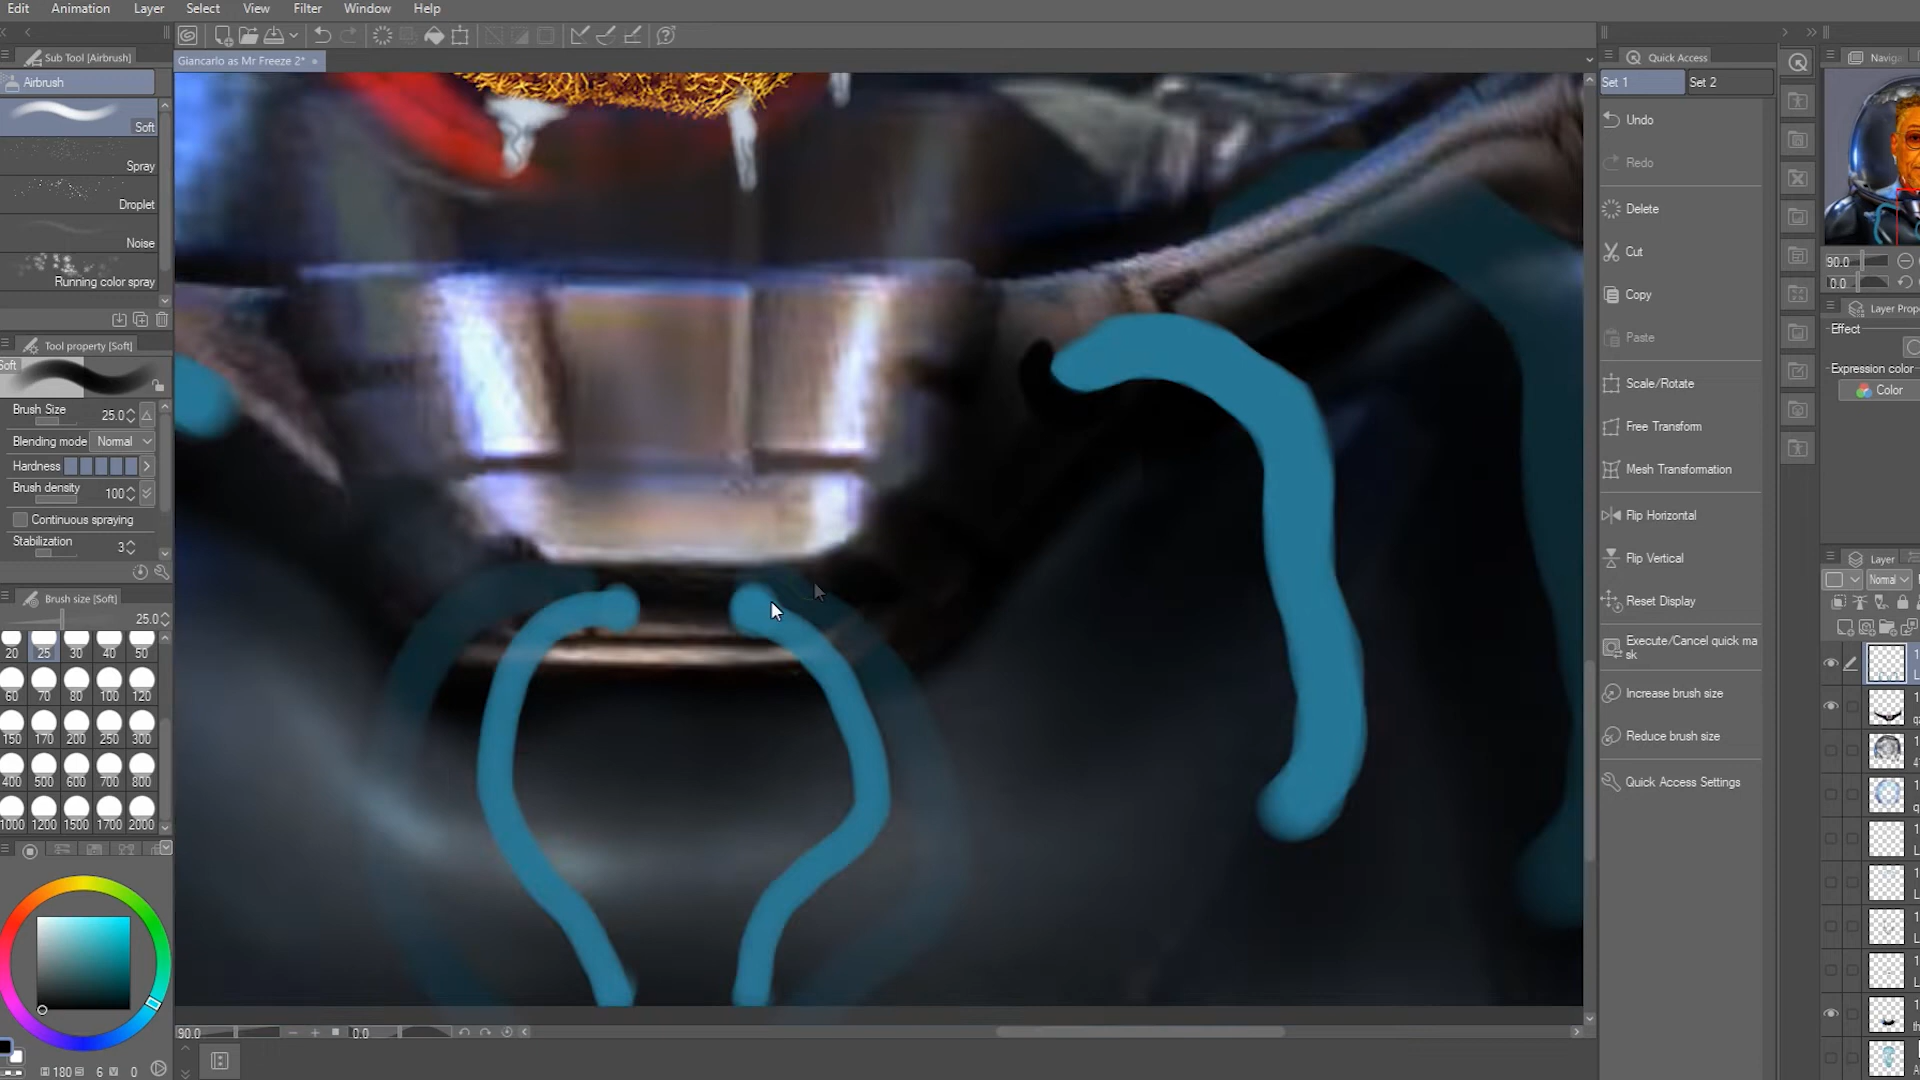 Edit Animation Layer Select View Filter Window Help
Sub Tool [Airbrush]
Airbrush
Soft
Spray
Droplet
Noise
Running color spray
Tool property [Soft]
Soft
Brush Size 25.0
Blending mode Normal
Hardness
Brush density 100
Continuous spraying
Stabilization 3
Brush size [Soft]
25.0
20 25 30 40 50
60 70 80 100 120
150 170 200 250 300
400 500 600 700 800
1000 1200 1500 1700 2000
180 6 0
Giancarlo as Mr Freeze 2*
90.0 0.0
Quick Access
Set 1 Set 2
Undo
Redo
Delete
Cut
Copy
Paste
Scale/Rotate
Free Transform
Mesh Transformation
Flip Horizontal
Flip Vertical
Reset Display
Execute/Cancel quick ma
sk
Increase brush size
Reduce brush size
Quick Access Settings
Naviga
90.0
0.0
Layer Prop
Effect
Expression color
Color
Layer
Normal